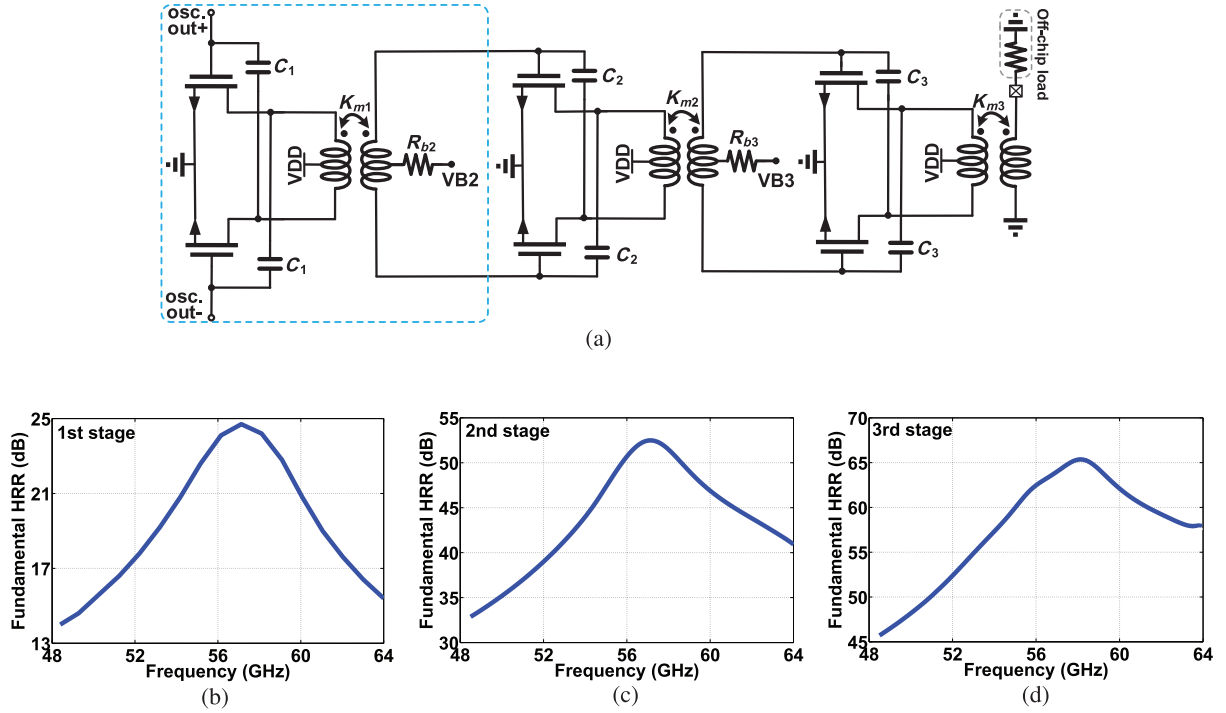 osc.
out+
C1
C1
Km1
VDD
Rb2
VB2
osc.
out-
C2
C2
Km2
VDD
Rb3
VB3
C3
C3
Km3
VDD
Off-chip load
(a)
1st stage
Fundamental HRR (dB)
25
21
17
13
48 52 56 60 64
Frequency (GHz)
(b)
2nd stage
Fundamental HRR (dB)
55
50
45
40
35
30
48 52 56 60 64
Frequency (GHz)
(c)
3rd stage
Fundamental HRR (dB)
70
65
60
55
50
45
48 52 56 60 64
Frequency (GHz)
(d)